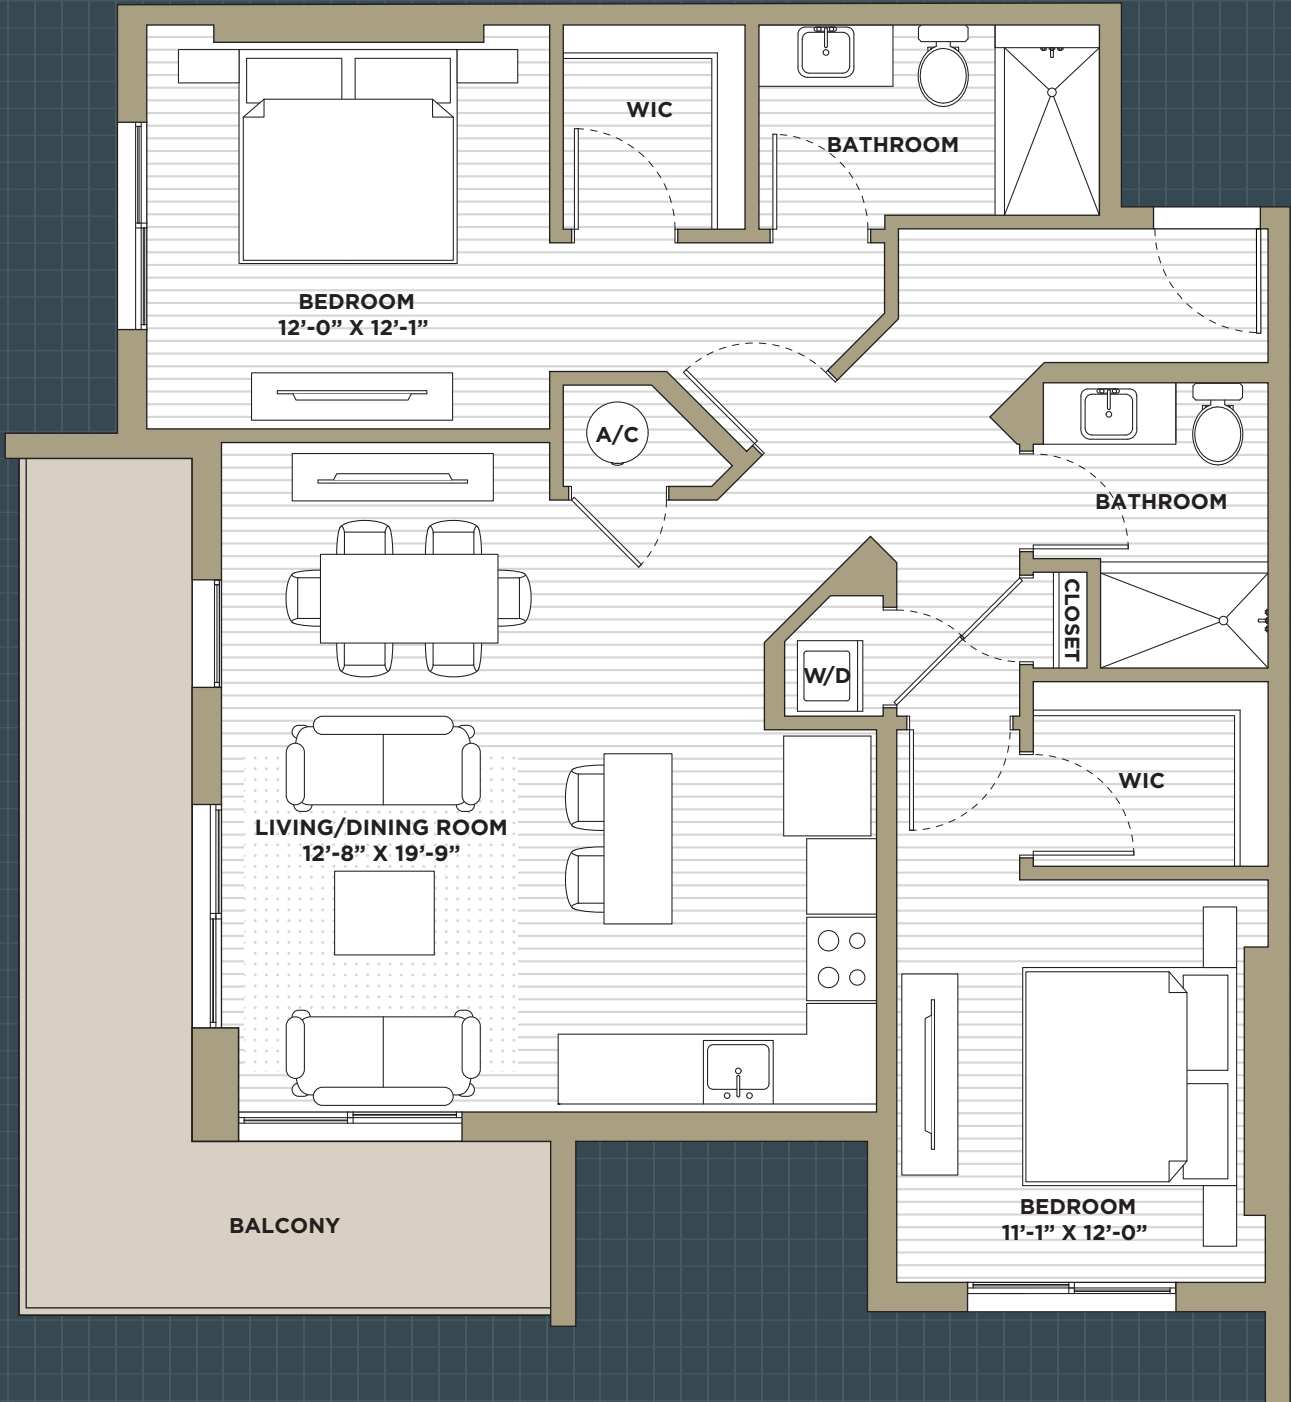 WIC
BATHROOM
BEDROOM
12’-0” X 12’-1”
A/C
BATHROOM
CLOSET
W/D
WIC
LIVING/DINING ROOM
12’-8” X 19’-9”
BEDROOM
11’-1” X 12’-0”
BALCONY